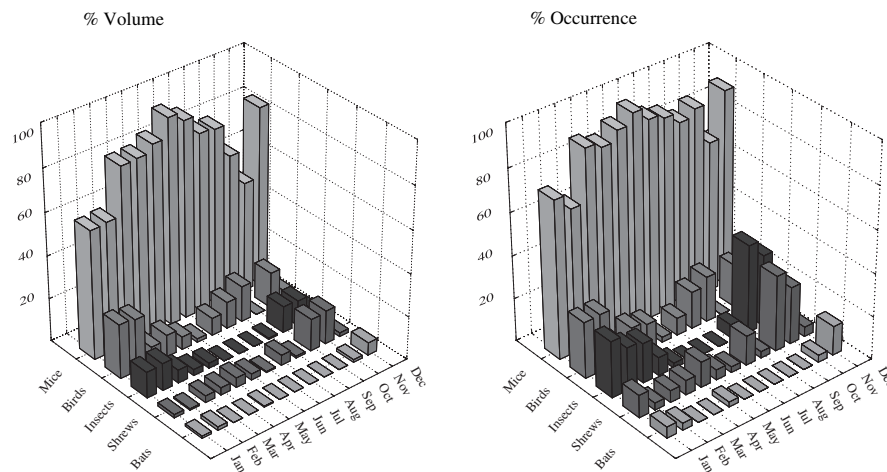 % Volume
100
80
60
40
20
Mice
Birds
Insects
Shrews
Bats
Jan
Feb
Mar
Apr
May
Jun
Jul
Aug
Sep
Oct
Nov
Dec
% Occurrence
100
80
60
40
20
Mice
Birds
Insects
Shrews
Bats
Jan
Feb
Mar
Apr
May
Jun
Jul
Aug
Sep
Oct
Nov
De